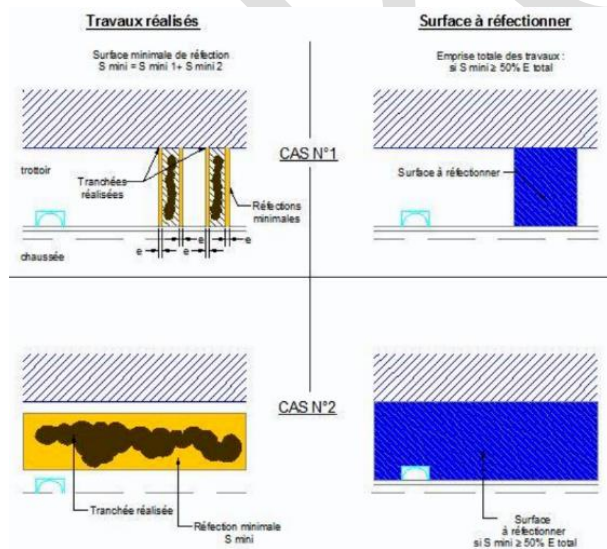 Travaux réalisés
Surface à réfectionner
Surface minimale de réfection
S mini = S mini 1+ S mini 2
Emprise totale des travaux :
si S mini ≥ 50% E total
CAS N°1
trottoir
Tranchées
réalisées
Réfections
minimales
Surface à réfectionner
e
e
e
e
chaussée
CAS N°2
Tranchée réalisée
Réfection minimale
S mini
Surface
à réfectionner
si S mini ≥ 50% E total